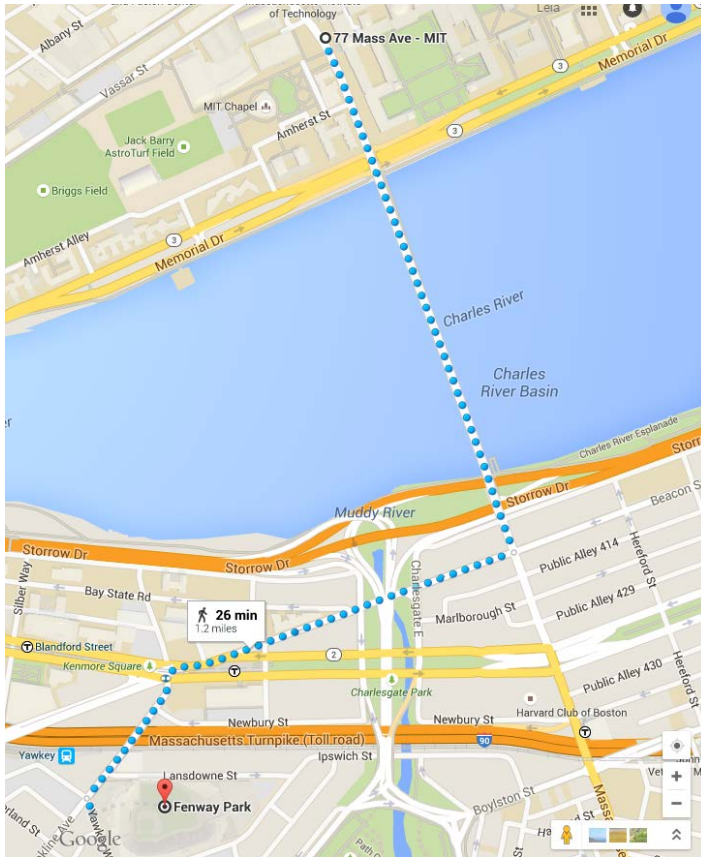 of Technology
Leia
Albany St
77 Mass Ave - MIT
Memorial Dr
3
Vassar St
MIT Chapel
Amherst St
3
Jack Barry
AstroTurf Field
Briggs Field
Amherst Alley
3
Memorial Dr
Charles River
Charles
River Basin
Charles River Esplanade
Storrow Dr
Beacon S
Muddy River
Storrow Dr
Storrow Dr
Public Alley 414
Hereford St
Silber Way
Bay State Rd
Charlesgate E
Marlborough St
Public Alley 429
26 min
1.2 miles
T Blandford Street
Kenmore Square
T
2
Public Alley 430
Hereford St
Charlesgate Park
Newbury St
Newbury St
Harvard Club of Boston
T
Massachusetts Turnpike (Toll road)
90
Yawkey
Ipswich St
Lansdowne St
Fenway Park
Boylston St
Google